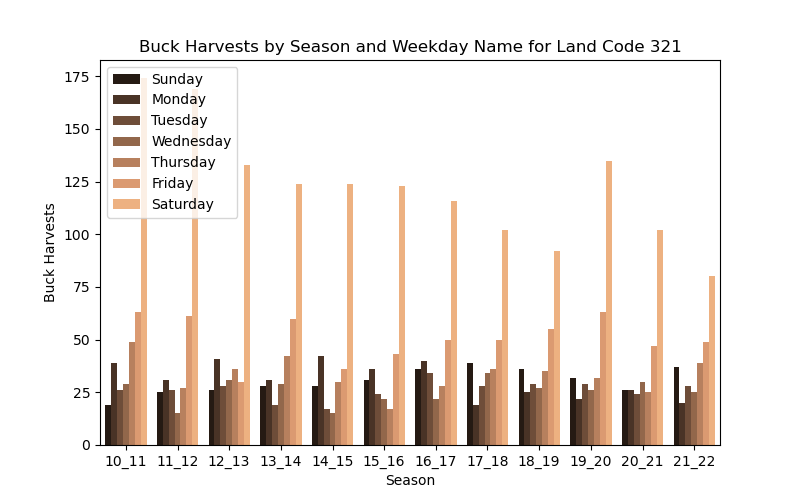 Buck Harvests by Season and Weekday Name for Land Code 321
Sunday
Monday
Tuesday
Wednesday
Thursday
Friday
Saturday
175
150
125
100
75
50
25
0
Buck Harvests
10_11 11_12 12_13 13_14 14_15 15_16 16_17 17_18 18_19 19_20 20_21 21_22
Season